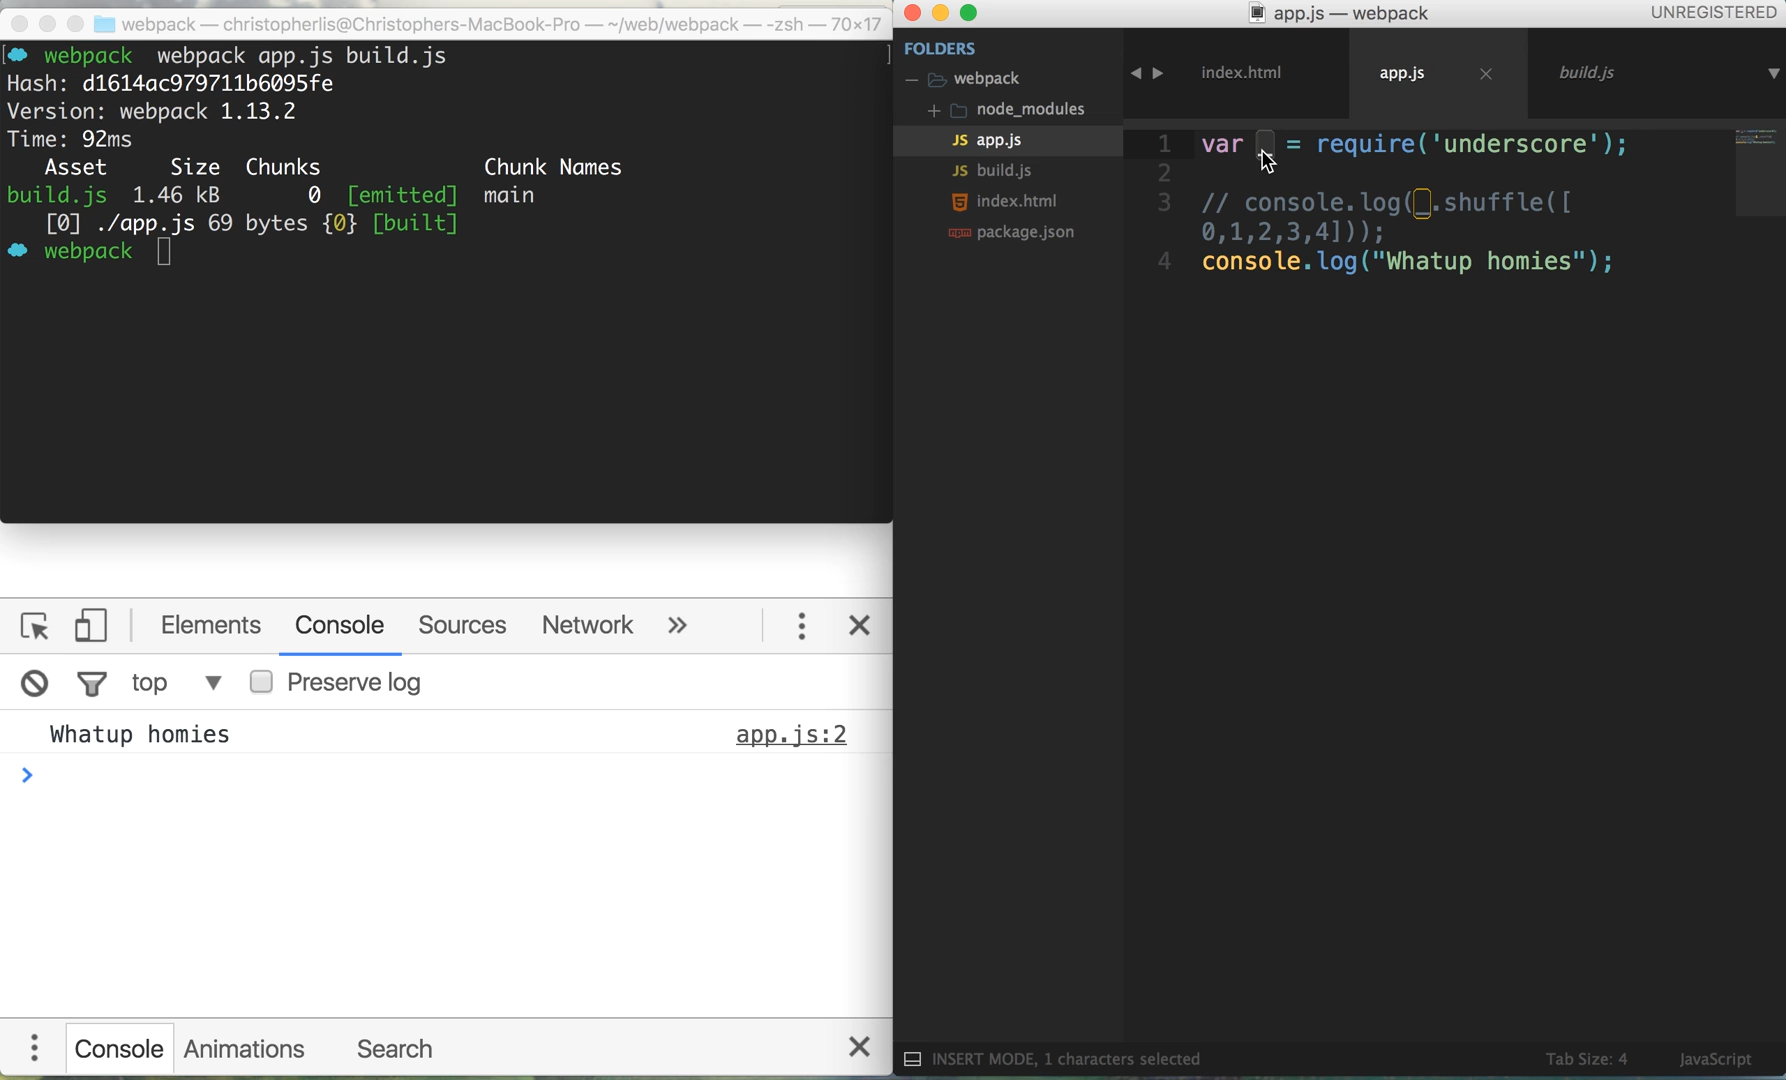 webpack — christopherlis@Christophers-MacBook-Pro — ~/web/webpack — -zsh — 70×17
webpack webpack app.js build.js
Hash: d1614ac979711b6095fe
Version: webpack 1.13.2
Time: 92ms
Asset Size Chunks Chunk Names
build.js 1.46 kB 0 [emitted] main
[0] ./app.js 69 bytes {0} [built]
webpack
Elements Console Sources Network »
top ▼ Preserve log
Whatup homies app.js:2
>
Console Animations Search
app.js — webpack UNREGISTERED
FOLDERS
webpack
node_modules
JS app.js
JS build.js
index.html
npm package.json
index.html app.js build.js
1 var _ = require('underscore');
2
3 // console.log(_.shuffle([
0,1,2,3,4]));
4 console.log("Whatup homies");
INSERT MODE, 1 characters selected Tab Size: 4 JavaScript